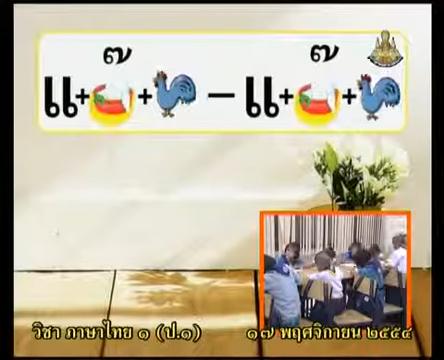 ๗ ๗
แ + + – แ + +
วิชา ภาษาไทย ๑ (ป.๑) ๑๗ พฤศจิกายน ๒๕๕๔